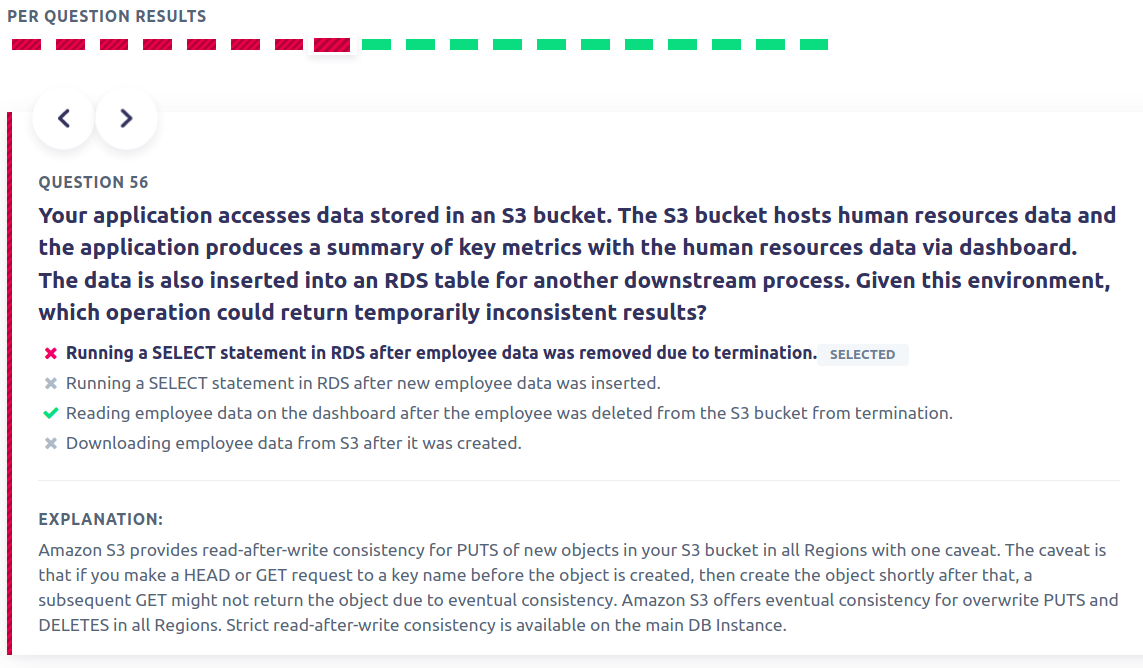 PER QUESTION RESULTS
QUESTION 56
Your application accesses data stored in an S3 bucket. The S3 bucket hosts human resources data and
the application produces a summary of key metrics with the human resources data via dashboard.
The data is also inserted into an RDS table for another downstream process. Given this environment,
which operation could return temporarily inconsistent results?
Running a SELECT statement in RDS after employee data was removed due to termination. SELECTED
Running a SELECT statement in RDS after new employee data was inserted.
Reading employee data on the dashboard after the employee was deleted from the S3 bucket from termination.
Downloading employee data from S3 after it was created.
EXPLANATION:
Amazon S3 provides read-after-write consistency for PUTS of new objects in your S3 bucket in all Regions with one caveat. The caveat is
that if you make a HEAD or GET request to a key name before the object is created, then create the object shortly after that, a
subsequent GET might not return the object due to eventual consistency. Amazon S3 offers eventual consistency for overwrite PUTS and
DELETES in all Regions. Strict read-after-write consistency is available on the main DB Instance.